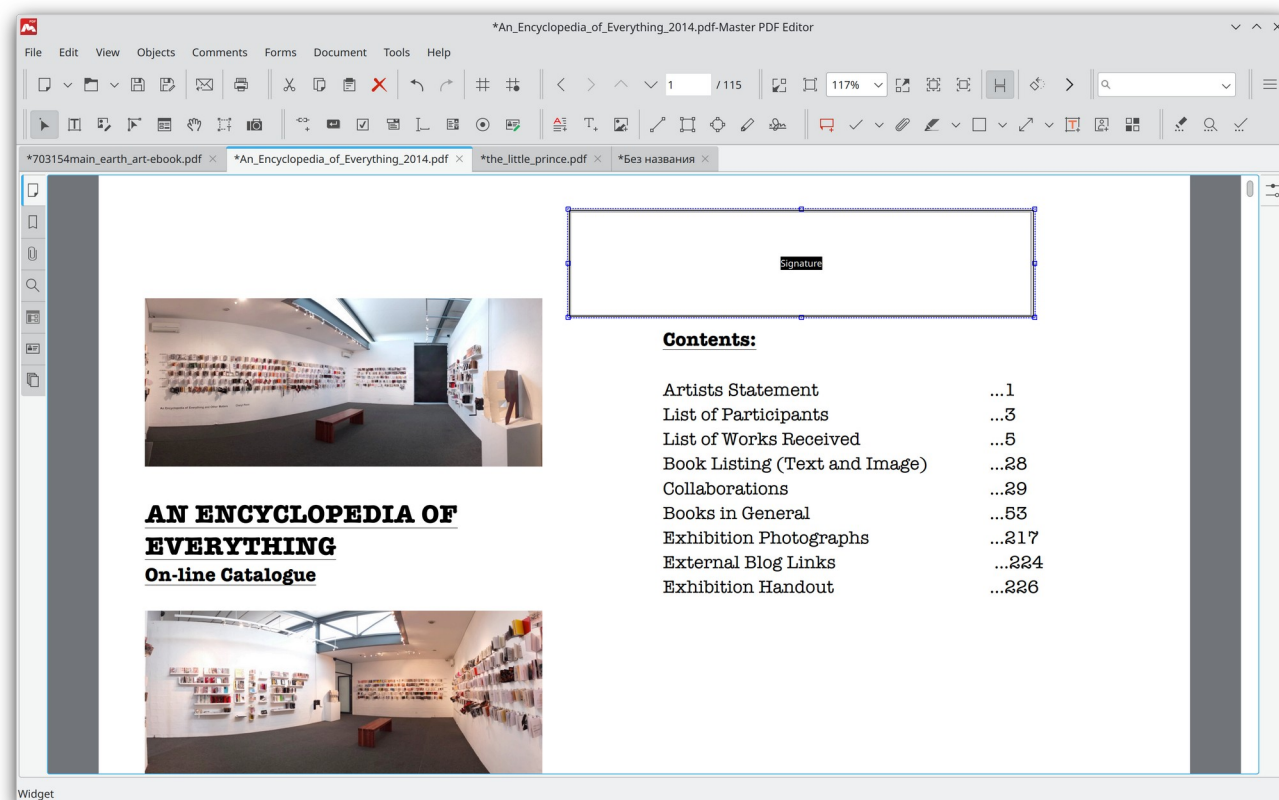 *An_Encyclopedia_of_Everything_2014.pdf-Master PDF Editor
File Edit View Objects Comments Forms Document Tools Help
1 / 115 117%
*703154main_earth_art-ebook.pdf *An_Encyclopedia_of_Everything_2014.pdf *the_little_prince.pdf *Без названия
Signature
Contents:
Artists Statement ...1
List of Participants ...3
List of Works Received ...5
Book Listing (Text and Image) ...28
Collaborations ...29
Books in General ...53
Exhibition Photographs ...217
External Blog Links ...224
Exhibition Handout ...226
AN ENCYCLOPEDIA OF
EVERYTHING
On-line Catalogue
Widget